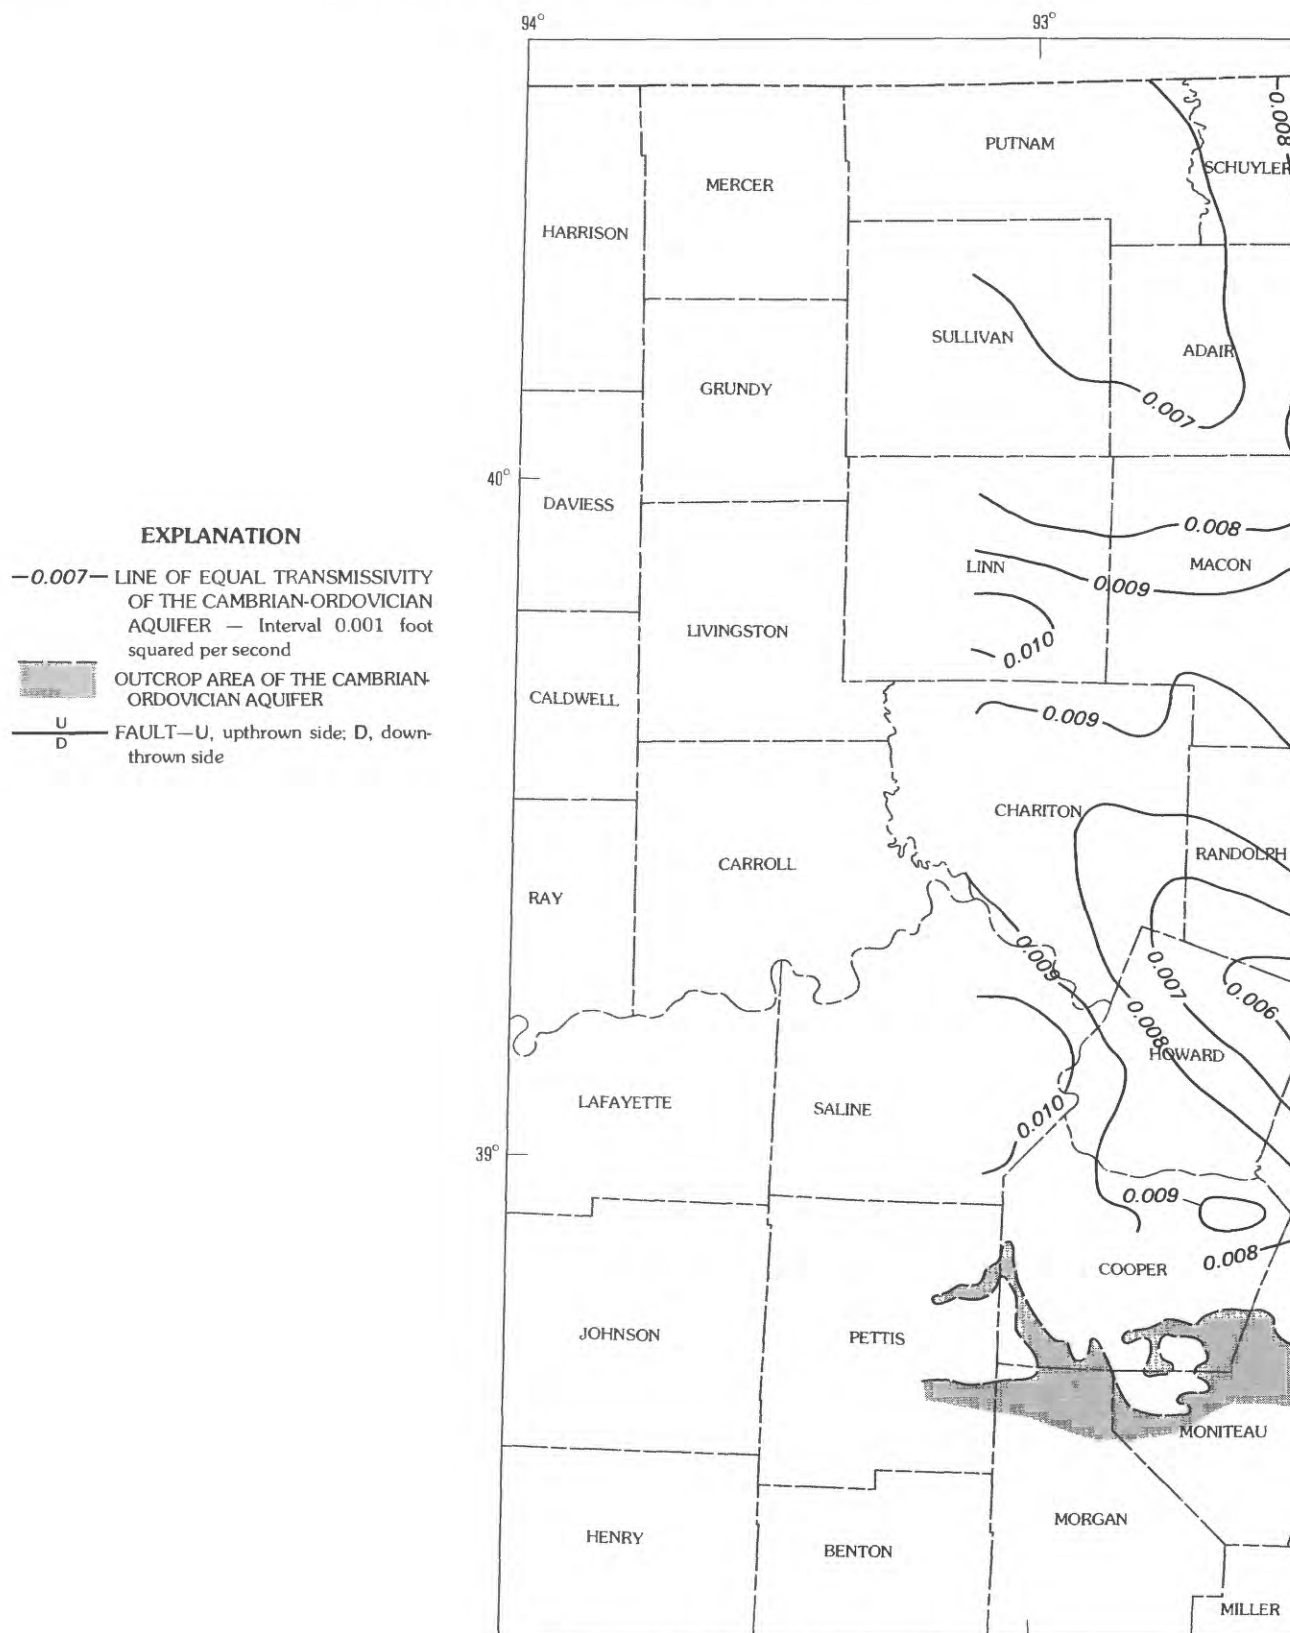 94°
93°
PUTNAM
-0.008-
SCHUYLER
MERCER
HARRISON
SULLIVAN
ADAIR
GRUNDY
0.007
40°
DAVIESS
0.008
LINN
MACON
0.009
LIVINGSTON
0.010
CALDWELL
0.009
CHARITON
RANDOLPH
CARROLL
RAY
0.009
0.007
0.006
0.008
HOWARD
LAFAYETTE
SALINE
0.010
39°
0.009
0.008
COOPER
JOHNSON
PETTIS
MONITEAU
MORGAN
HENRY
BENTON
MILLER
EXPLANATION
—0.007— LINE OF EQUAL TRANSMISSIVITY
OF THE CAMBRIAN-ORDOVICIAN
AQUIFER — Interval 0.001 foot
squared per second
OUTCROP AREA OF THE CAMBRIAN-
ORDOVICIAN AQUIFER
U
D
FAULT—U, upthrown side; D, down-
thrown side